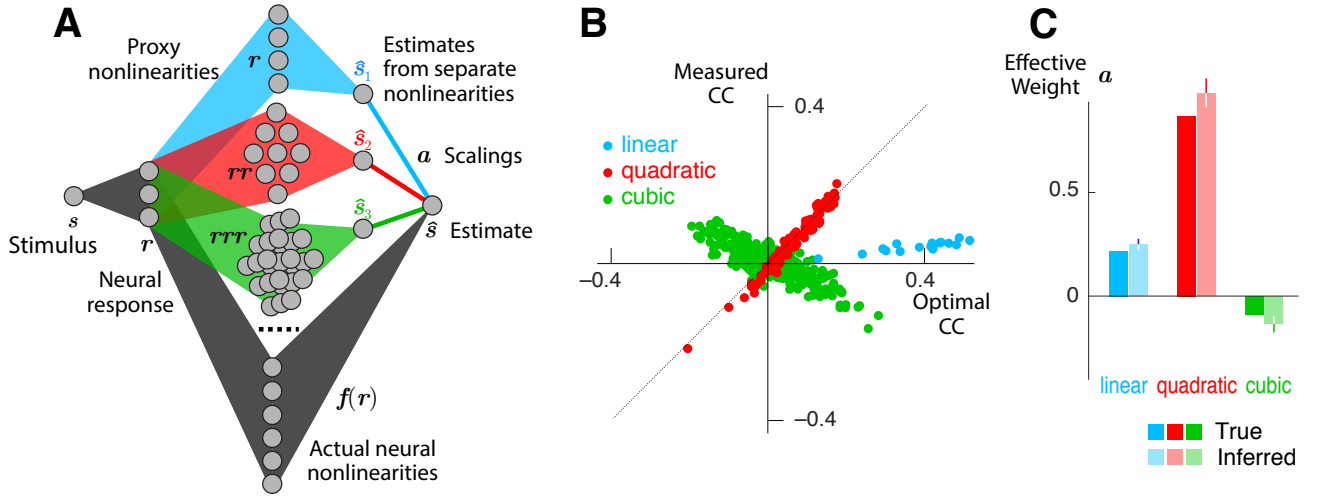 A
Proxy
nonlinearities
r
Estimates
from separate
nonlinearities
ŝ1
ŝ2
rr
a Scalings
ŝ3
rrr
s
Stimulus
r
ŝ Estimate
Neural
response
.....
f(r)
Actual neural
nonlinearities
B
Measured
CC
0.4
linear
quadratic
cubic
−0.4
0.4
Optimal
CC
−0.4
C
Effective
Weight
a
0.5
0
linear quadratic cubic
True
Inferred